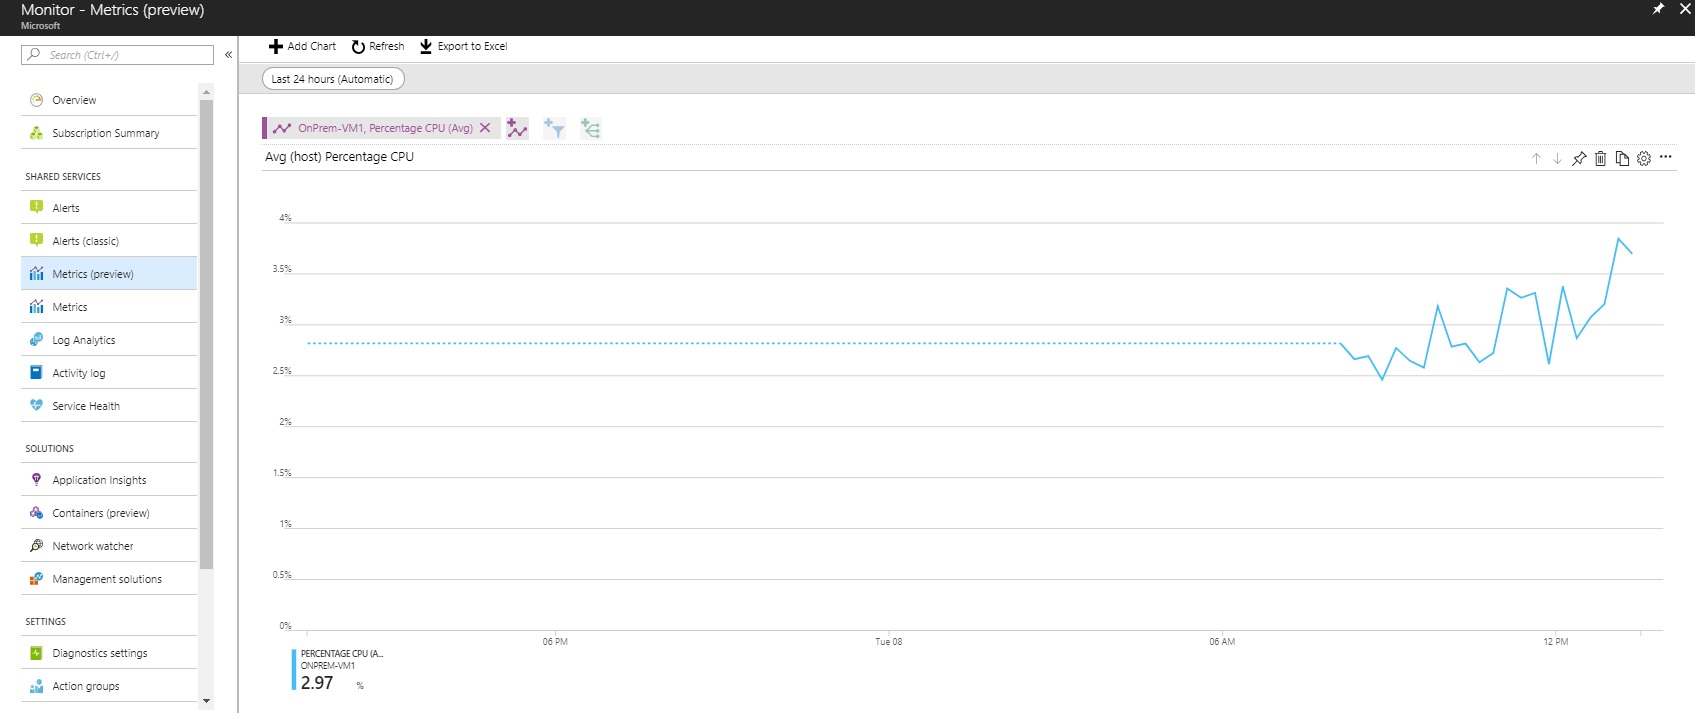 Monitor - Metrics (preview)
Microsoft
Search (Ctrl+/)
«
Overview
Subscription Summary
SHARED SERVICES
Alerts
Alerts (classic)
Metrics (preview)
Metrics
Log Analytics
Activity log
Service Health
SOLUTIONS
Application Insights
Containers (preview)
Network watcher
Management solutions
SETTINGS
Diagnostics settings
Action groups
Add Chart Refresh Export to Excel
Last 24 hours (Automatic)
OnPrem-VM1, Percentage CPU (Avg)
Avg (host) Percentage CPU
4%
3.5%
3%
2.5%
2%
1.5%
1%
0.5%
0%
06 PM Tue 08 06 AM 12 PM
PERCENTAGE CPU (A...
ONPREM-VM1
2.97 %